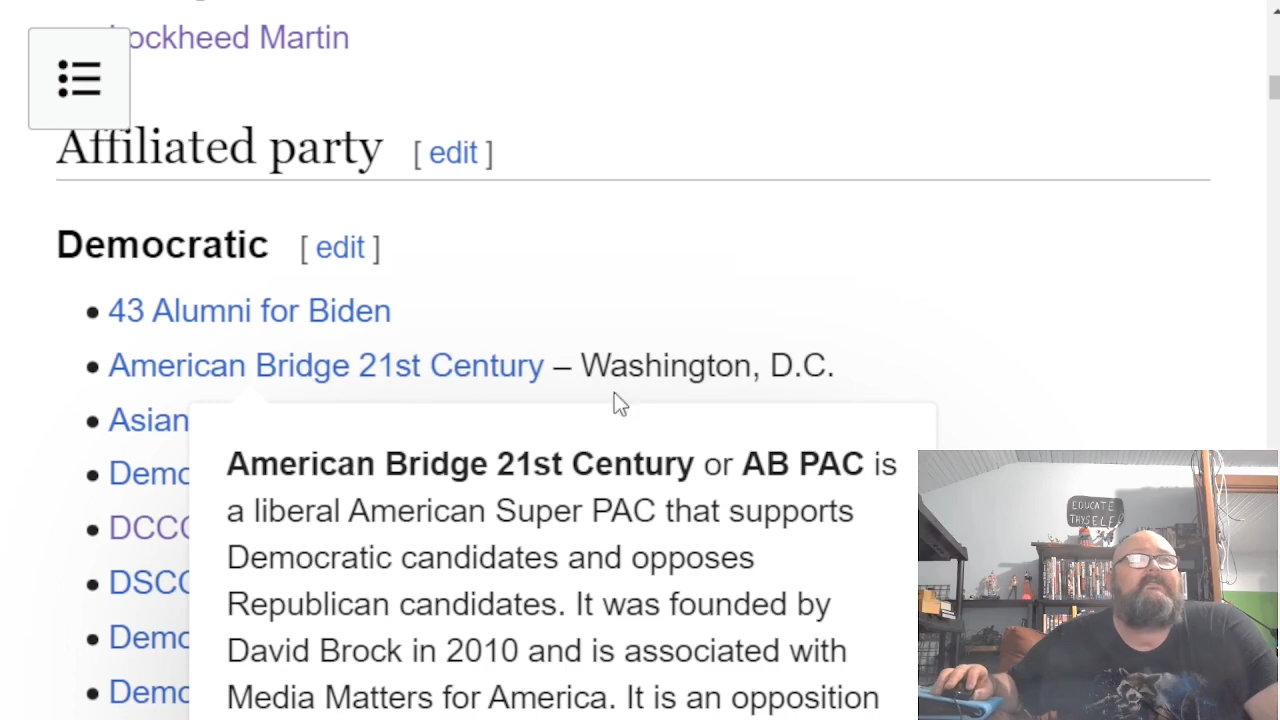 ockheed Martin
Affiliated party [ edit ]
Democratic [ edit ]
• 43 Alumni for Biden
• American Bridge 21st Century – Washington, D.C.
• Asian
• Demo
• DCCC
• DSCC
• Demo
• Demo
American Bridge 21st Century or AB PAC is
a liberal American Super PAC that supports
Democratic candidates and opposes
Republican candidates. It was founded by
David Brock in 2010 and is associated with
Media Matters for America. It is an opposition
EDUCATE
THYSELF